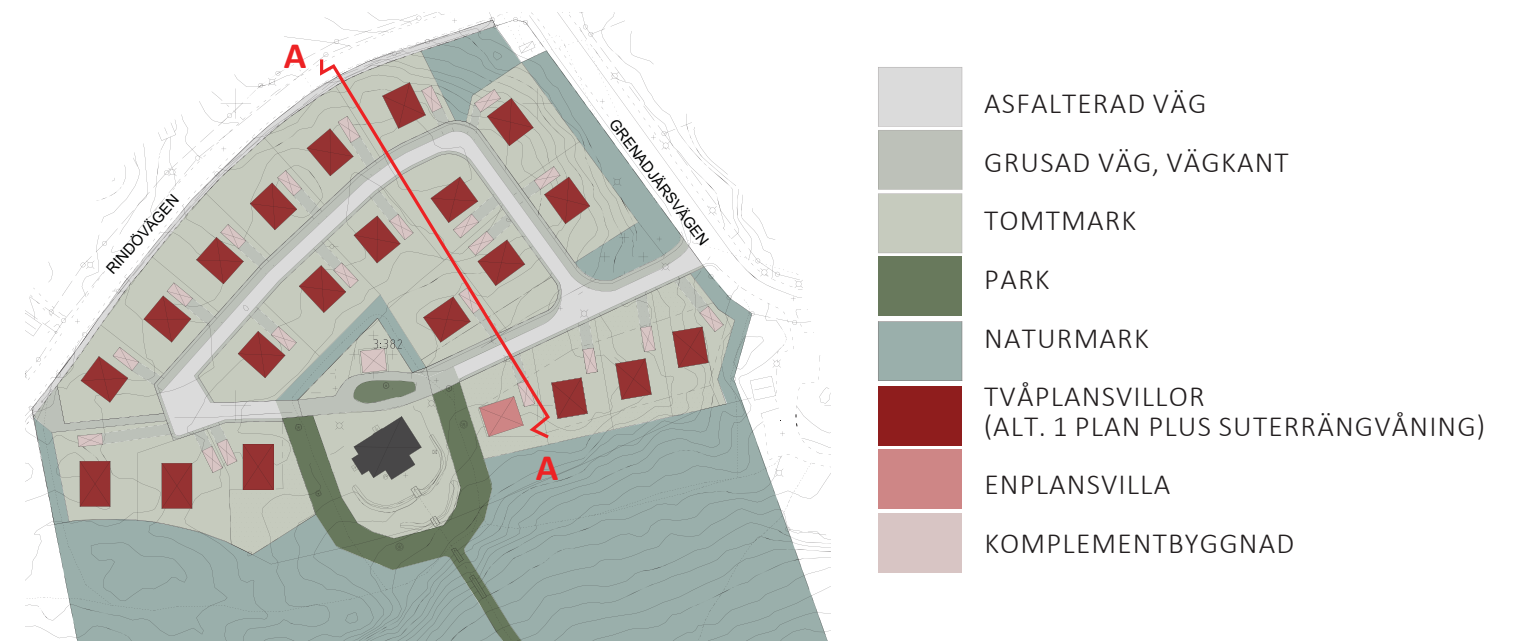 A
RINDÖVÄGEN
GRENADJÄRSVÄGEN
3:382
A
ASFALTERAD VÄG
GRUSAD VÄG, VÄGKANT
TOMTMARK
PARK
NATURMARK
TVÅPLANSVILLOR
(ALT. 1 PLAN PLUS SUTERRÄNGVÅNING)
ENPLANSVILLA
KOMPLEMENTBYGGNAD